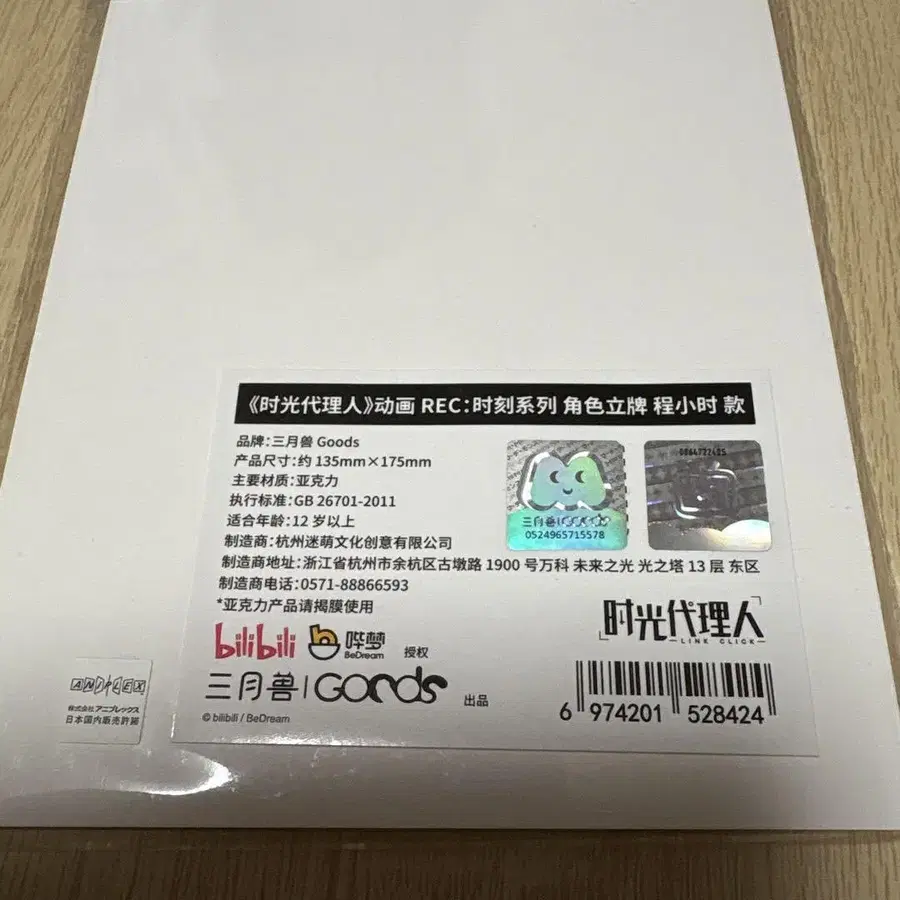 《时光代理人》动画 REC：时刻系列 角色立牌 程小时 款
品牌：三月兽 Goods
产品尺寸：约 135mm×175mm
主要材质：亚克力
执行标准：GB 26701-2011
适合年龄：12 岁以上
制造商：杭州迷萌文化创意有限公司
制造商地址：浙江省杭州市余杭区古墩路 1900 号万科 未来之光 光之塔 13 层 东区
制造商电话：0571-88866593
*亚克力产品请揭膜使用
三月兽|GOODS
0524965715578
0864722405
bilibili 哔梦 BeDream 授权
三月兽|GOODS 出品
© bilibili / BeDream
时光代理人
LINK CLICK
6 974201 528424
ANIPLEX
株式会社アニプレックス
日本国内販売許諾